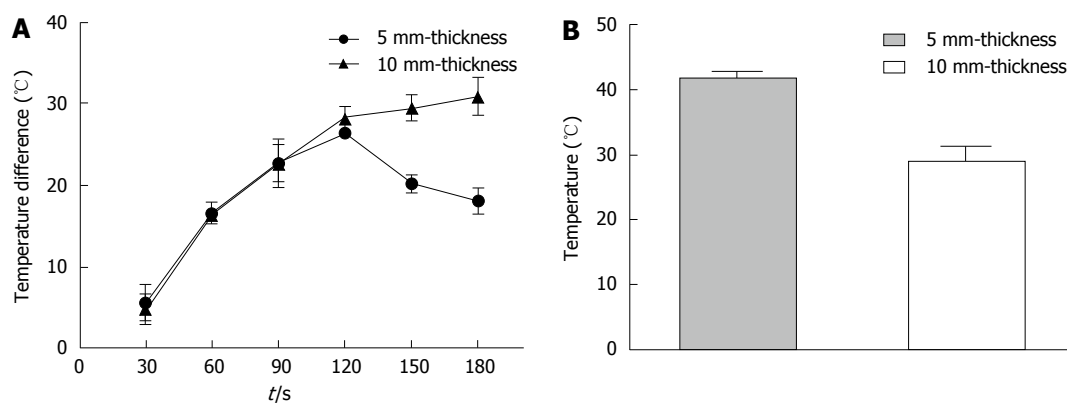 A
Temperature difference (℃)
40
30
20
10
0
0
30
60
90
120
150
180
t/s
5 mm-thickness
10 mm-thickness
B
Temperature (℃)
50
40
30
20
10
0
5 mm-thickness
10 mm-thickness